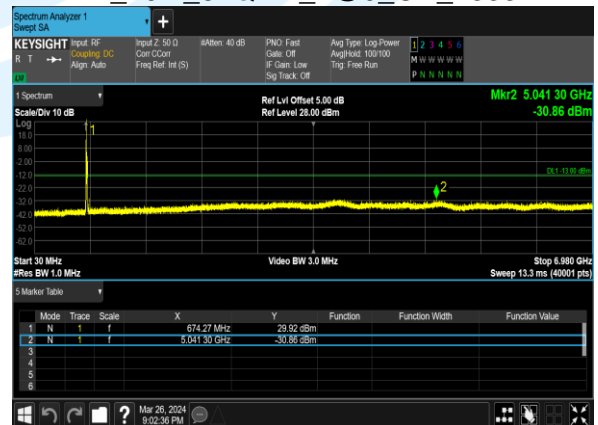 Spectrum Analyzer 1
Swept SA
KEYSIGHT
R T
Input: RF
Coupling: DC
Align: Auto
Input Z: 50 Ω
Corr CCorr
Freq Ref: Int (S)
#Atten: 40 dB
PNO: Fast
Gate: Off
IF Gain: Low
Sig Track: Off
Avg Type: Log-Power
Avg|Hold: 100/100
Trig: Free Run
1 2 3 4 5 6
M W W W W W
P N N N N N
1 Spectrum
Scale/Div 10 dB
Ref Lvl Offset 5.00 dB
Ref Level 28.00 dBm
Mkr2 5.041 30 GHz
-30.86 dBm
Log
18.0
8.00
-2.00
-12.0
-22.0
-32.0
-42.0
-52.0
-62.0
1
2
DL1 -13.00 dBm
Start 30 MHz
#Res BW 1.0 MHz
Video BW 3.0 MHz
Stop 6.980 GHz
Sweep 13.3 ms (40001 pts)
5 Marker Table
Mode Trace Scale X Y Function Function Width Function Value
1 N 1 f 674.27 MHz 29.92 dBm
2 N 1 f 5.041 30 GHz -30.86 dBm
3
4
5
6
?
Mar 26, 2024
9:02:36 PM